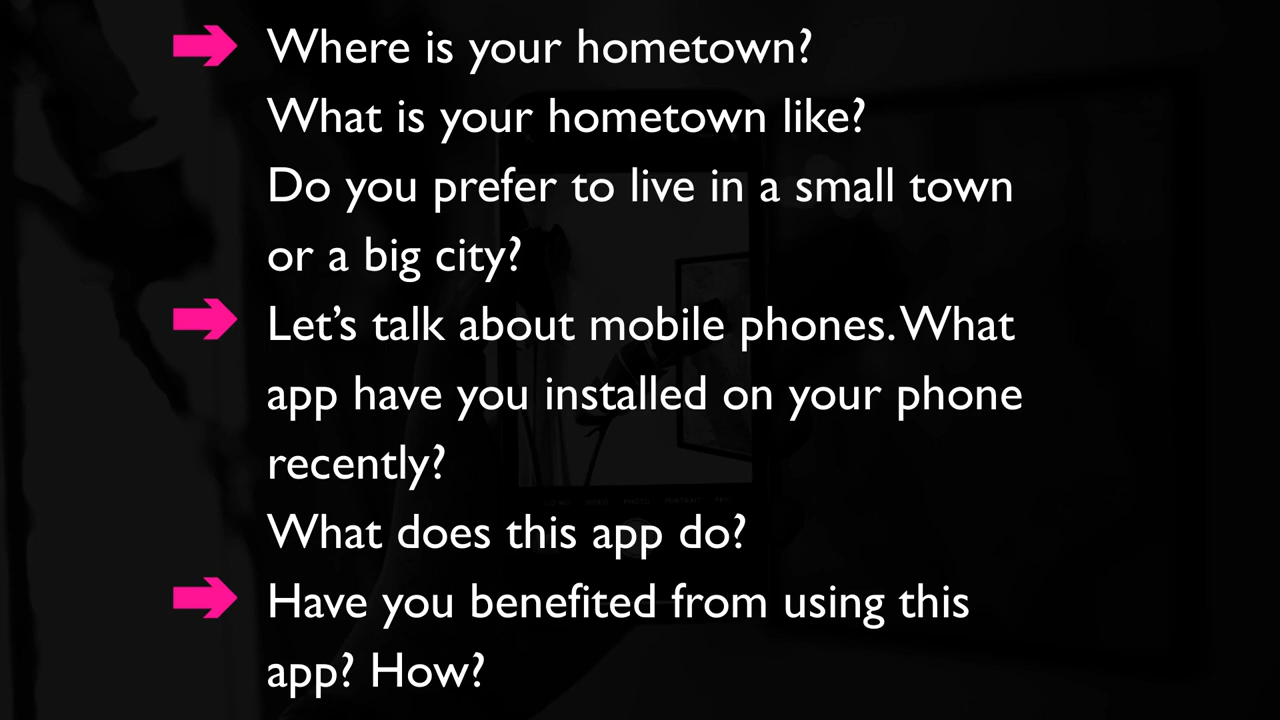 Where is your hometown?
What is your hometown like?
Do you prefer to live in a small town
or a big city?
Let's talk about mobile phones. What
app have you installed on your phone
recently?
What does this app do?
Have you benefited from using this
app? How?